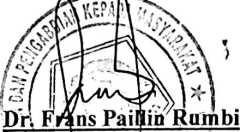 DAN PENGABDIAN KEPADA MASYARAKAT
Dr. Frans Paillin Rumbi